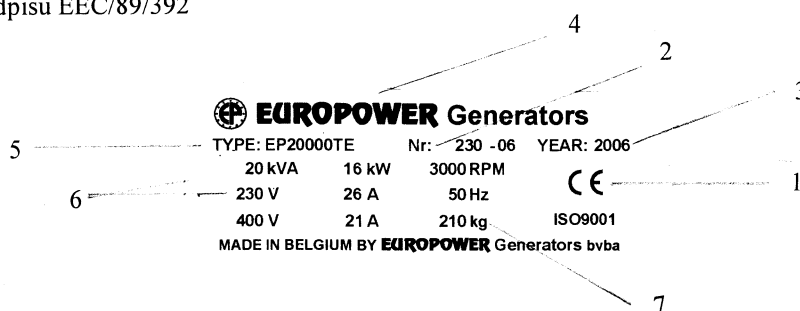 dpisu EEC/89/392
4
2
3
EP EUROPOWER Generators
5 TYPE: EP20000TE Nr: 230 -06 YEAR: 2006
20 kVA 16 kW 3000 RPM
CE 1
6 230 V 26 A 50 Hz
400 V 21 A 210 kg ISO9001
MADE IN BELGIUM BY EUROPOWER Generators bvba
7